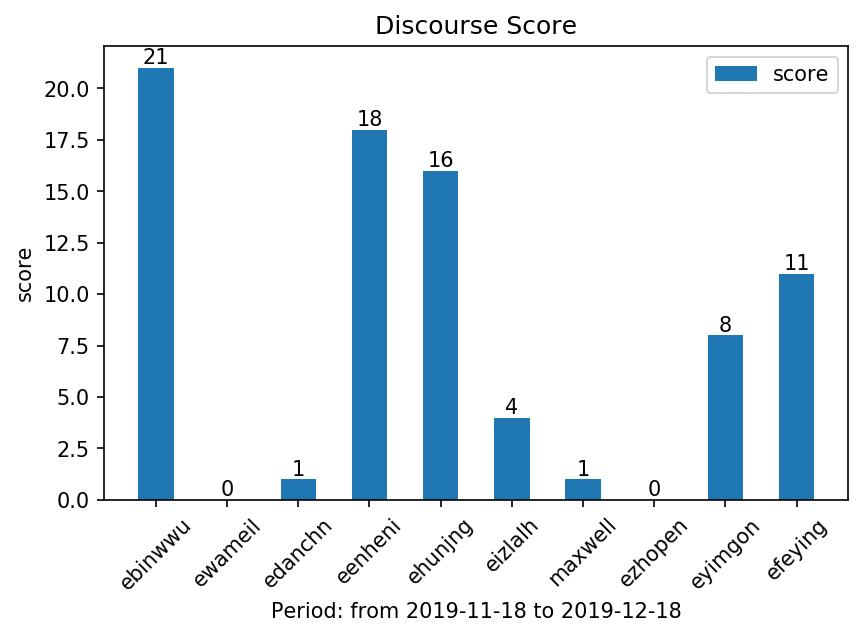 Discourse Score
score
21
0
1
18
16
4
1
0
8
11
20.0
17.5
15.0
12.5
10.0
7.5
5.0
2.5
0.0
score
ebinwwu
ewameil
edanchn
eenheni
ehunjng
eizlalh
maxwell
ezhopen
eyimgon
efeying
Period: from 2019-11-18 to 2019-12-18